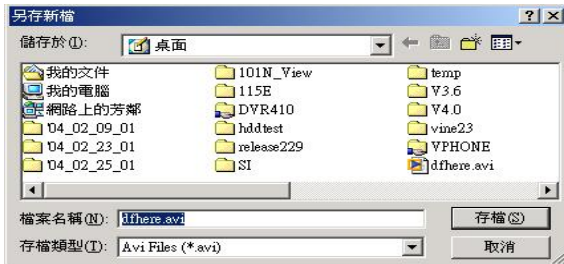 另存新檔
儲存於(I): 桌面
我的文件 101N_View temp
我的電腦 115E V3.6
網路上的芳鄰 DVR410 V4.0
'04_02_09_01 hddtest vine23
'04_02_23_01 release229 VPHONE
'04_02_25_01 SI dfhere.avi
檔案名稱(N): dfhere.avi 存檔(S)
存檔類型(T): Avi Files (*.avi) 取消